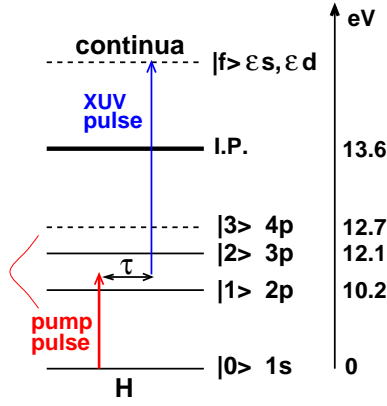 eV
continua
|f> εs, εd
XUV
pulse
I.P.
13.6
|3> 4p
12.7
|2> 3p
12.1
τ
|1> 2p
10.2
pump
pulse
|0> 1s
0
H